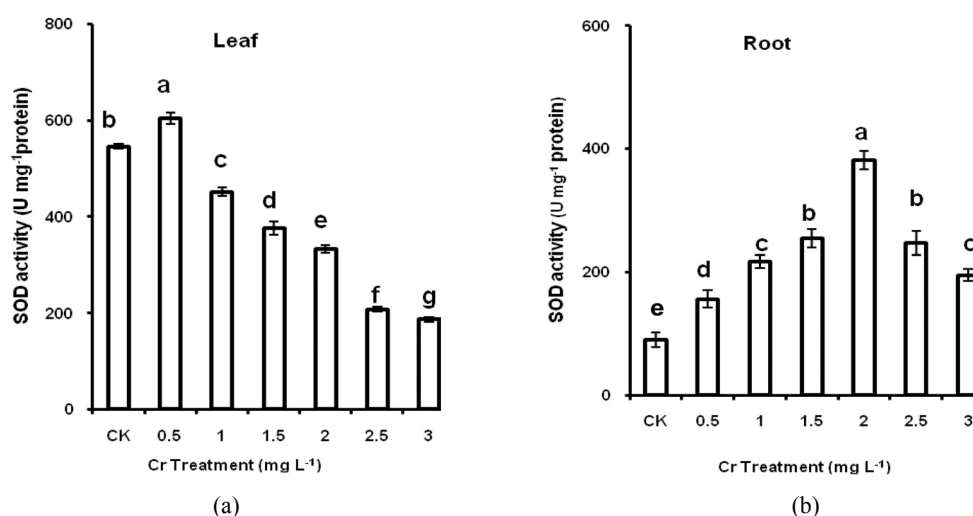 800
Leaf
a
b
600
c
d
400
e
f
g
200
0
SOD activity (U mg⁻¹protein)
CK 0.5 1 1.5 2 2.5 3
Cr Treatment (mg L⁻¹)
(a)
600
Root
a
400
b
b
c
c
d
200
e
0
SOD activity (U mg⁻¹ protein)
CK 0.5 1 1.5 2 2.5 3
Cr Treatment (mg L⁻¹)
(b)